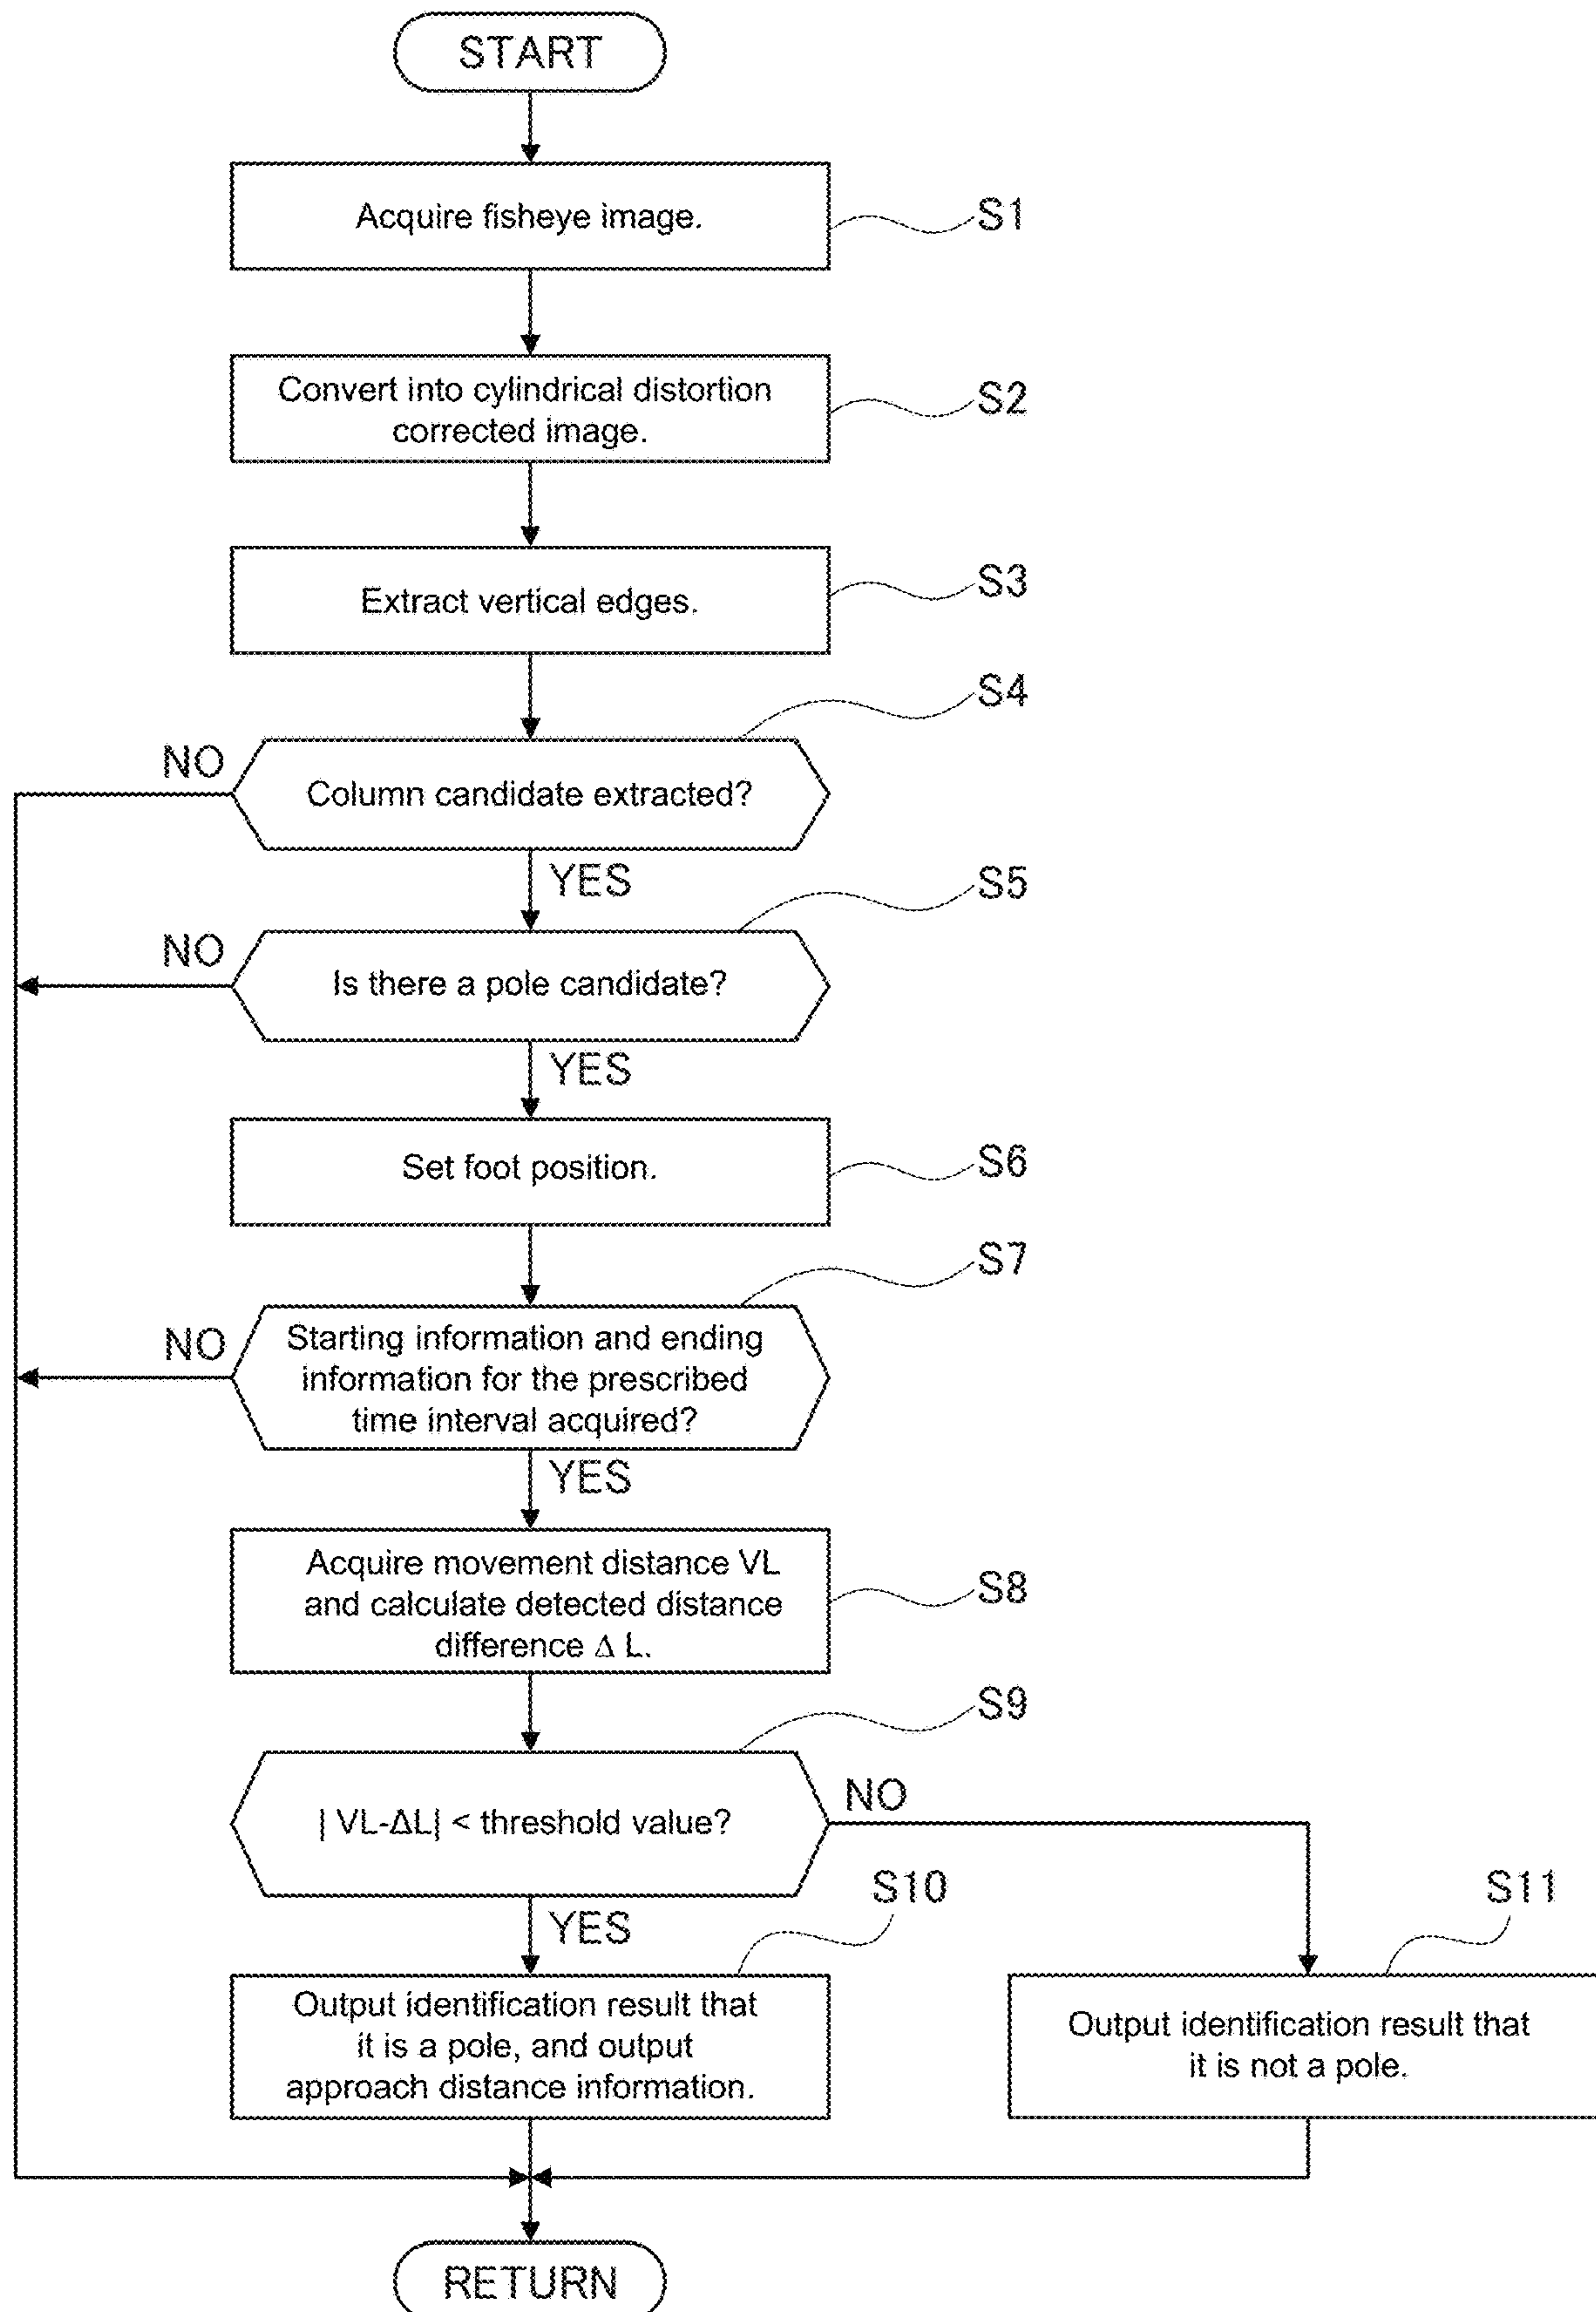 START
Acquire fisheye image.
S1
Convert into cylindrical distortion
corrected image.
S2
Extract vertical edges.
S3
S4
NO
Column candidate extracted?
YES
S5
NO
Is there a pole candidate?
YES
Set foot position.
S6
S7
NO
Starting information and ending
information for the prescribed
time interval acquired?
YES
Acquire movement distance VL
and calculate detected distance
difference Δ L.
S8
S9
| VL-ΔL| < threshold value?
NO
YES
S10
S11
Output identification result that
it is a pole, and output
approach distance information.
Output identification result that
it is not a pole.
RETURN